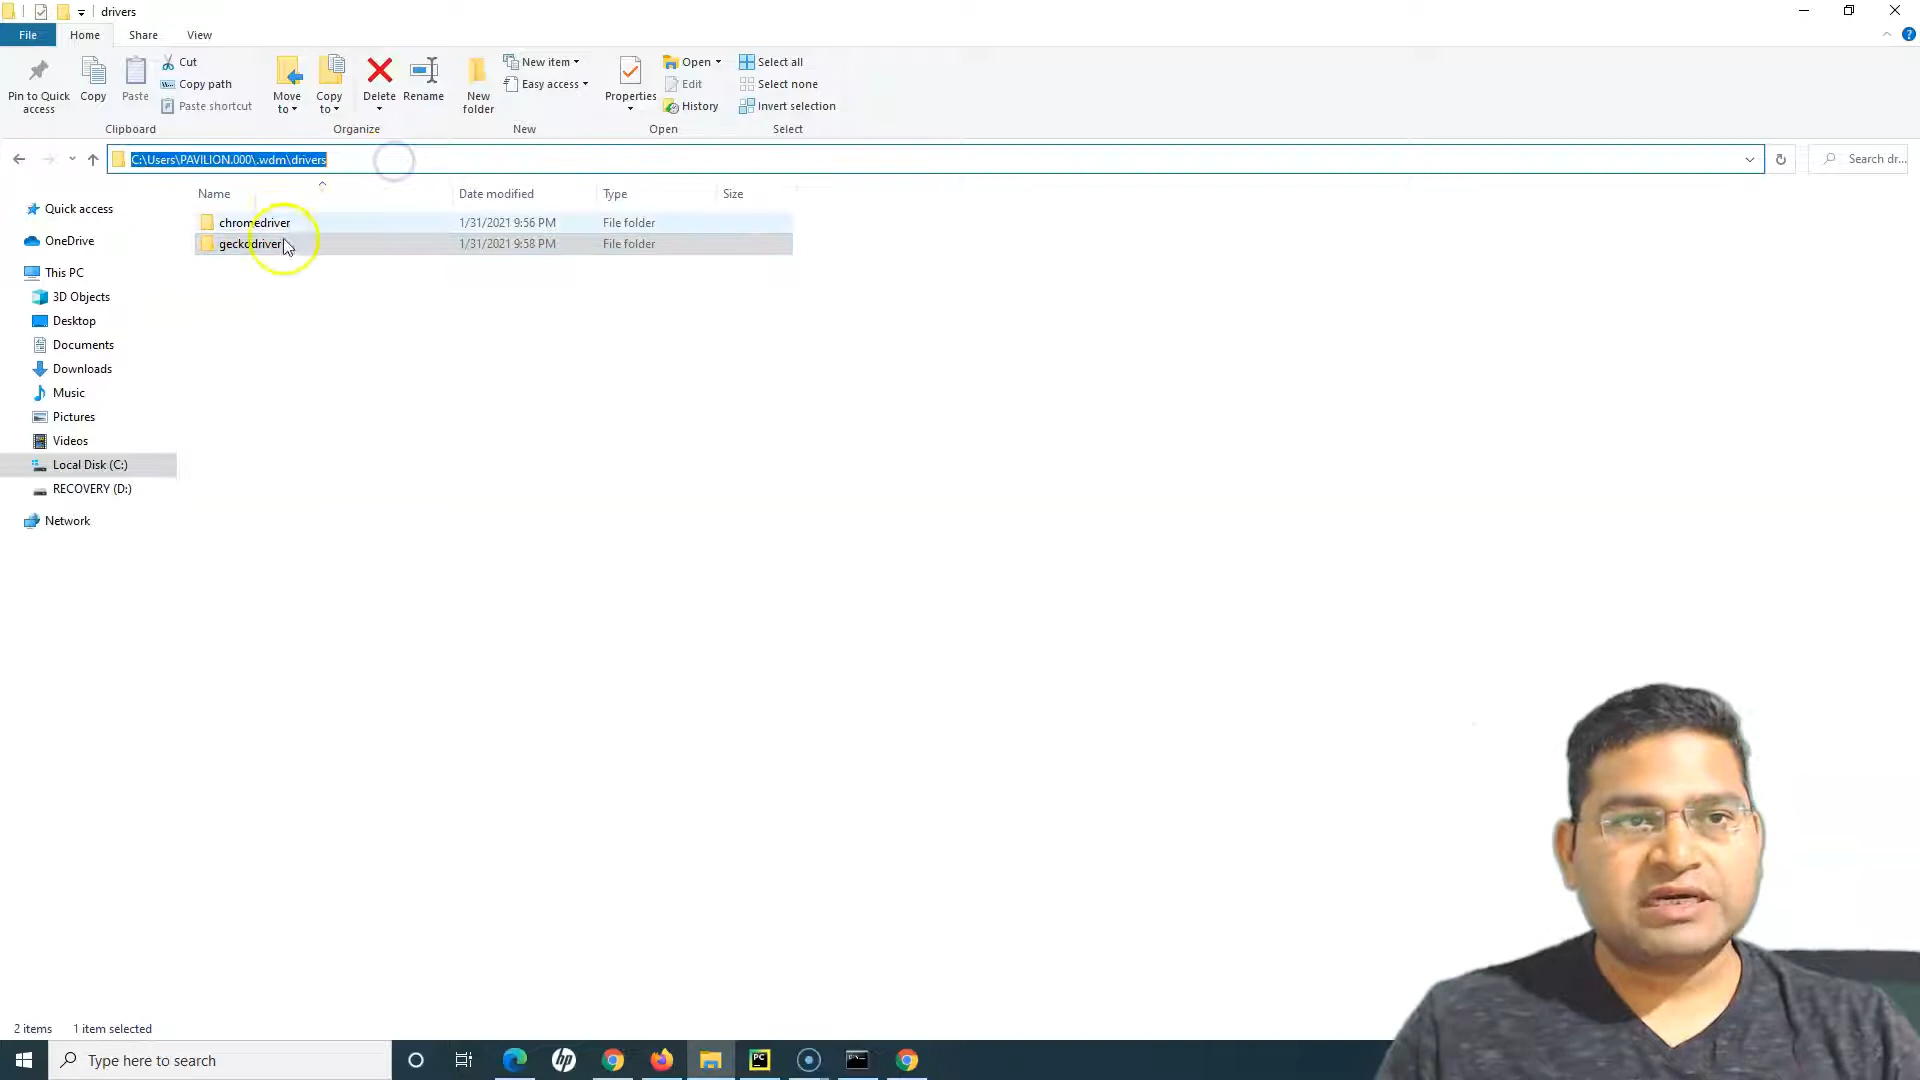 drivers
File Home Share View
Pin to Quick access
Copy
Paste
Cut
Copy path
Paste shortcut
Clipboard
Move to
Copy to
Delete
Rename
Organize
New folder
New item
Easy access
New
Properties
Open
Edit
History
Open
Select all
Select none
Invert selection
Select
C:\Users\PAVILION.000\.wdm\drivers
Search dr...
Name Date modified Type Size
chromedriver 1/31/2021 9:56 PM File folder
geckodriver 1/31/2021 9:58 PM File folder
Quick access
OneDrive
This PC
3D Objects
Desktop
Documents
Downloads
Music
Pictures
Videos
Local Disk (C:)
RECOVERY (D:)
Network
2 items 1 item selected
Type here to search
hp
PC